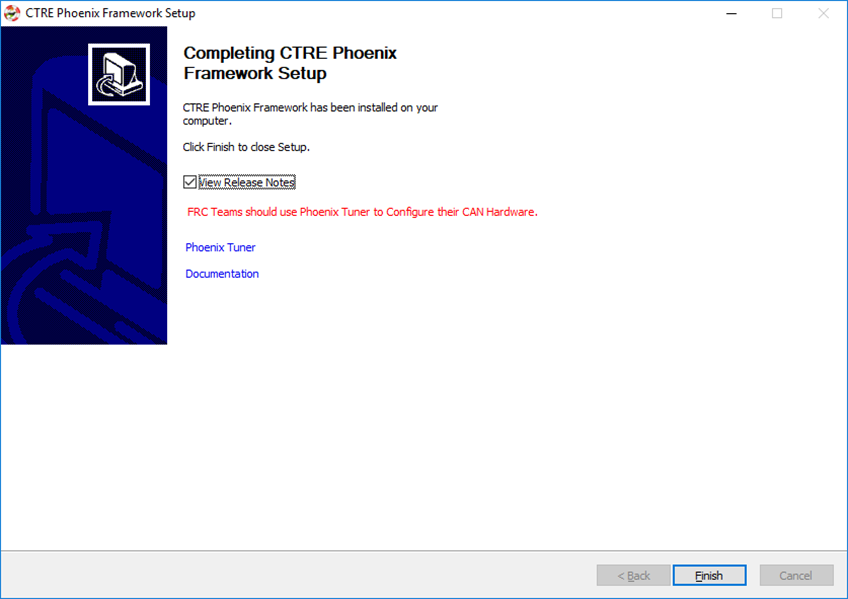 CTRE Phoenix Framework Setup
Completing CTRE Phoenix
Framework Setup
CTRE Phoenix Framework has been installed on your
computer.
Click Finish to close Setup.
View Release Notes
FRC Teams should use Phoenix Tuner to Configure their CAN Hardware.
Phoenix Tuner
Documentation
< Back
Finish
Cancel